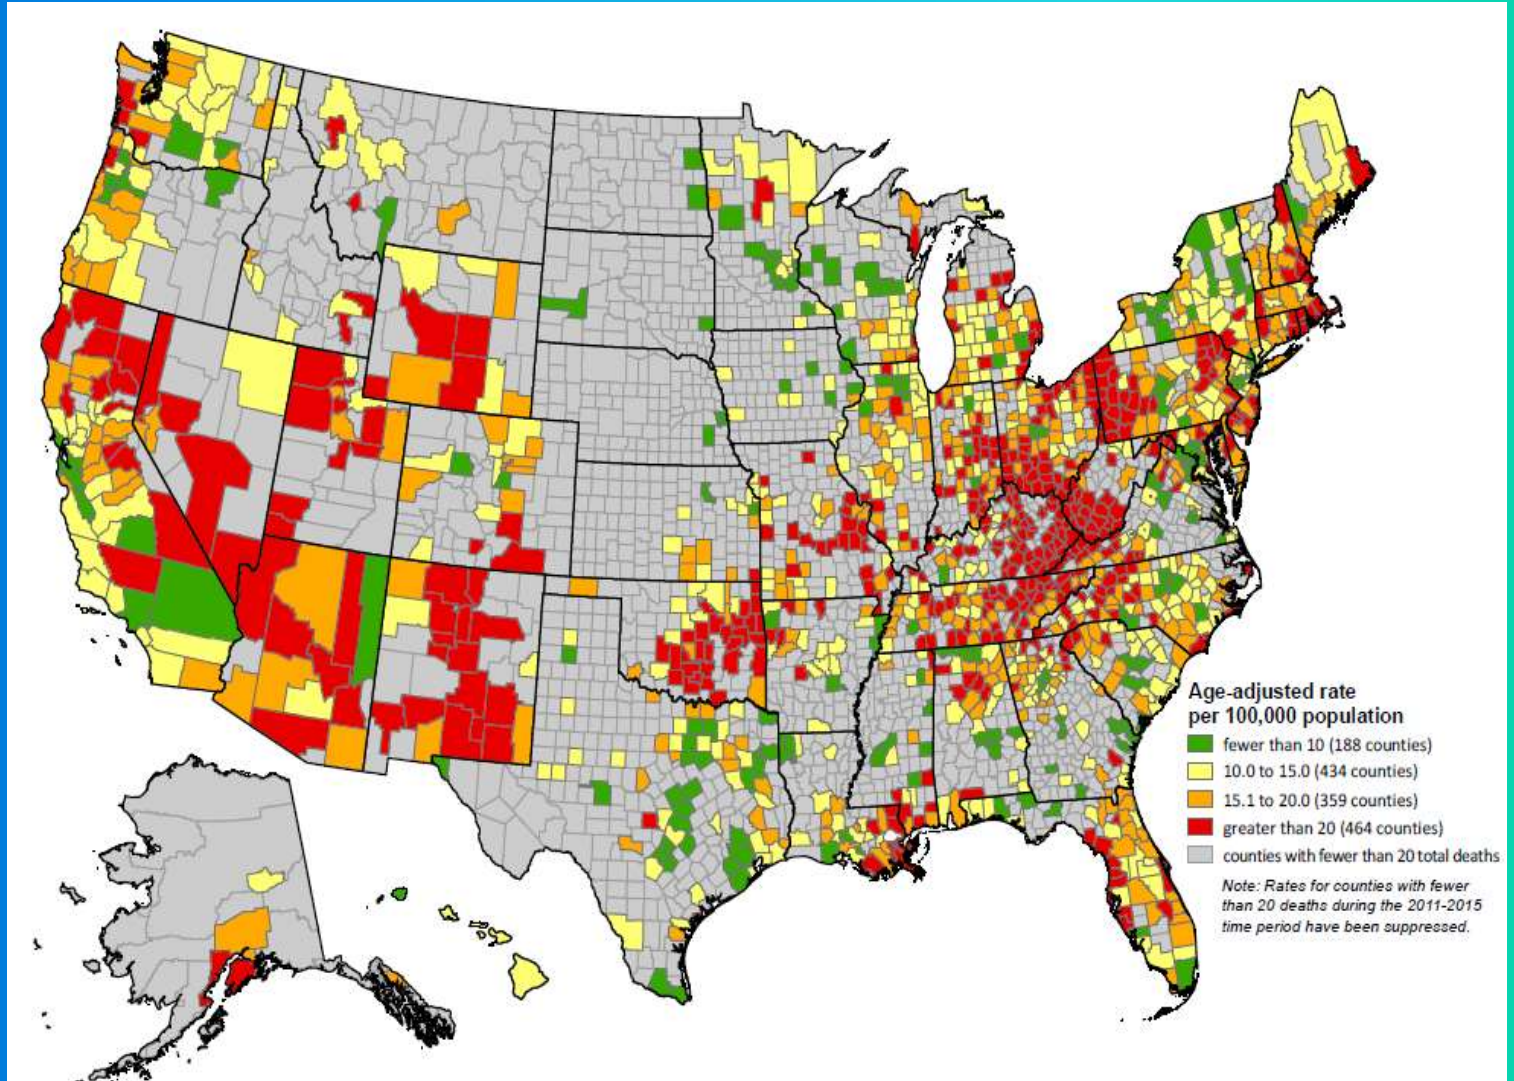 Age-adjusted rate
per 100,000 population
fewer than 10 (188 counties)
10.0 to 15.0 (434 counties)
15.1 to 20.0 (359 counties)
greater than 20 (464 counties)
counties with fewer than 20 total deaths
Note: Rates for counties with fewer
than 20 deaths during the 2011-2015
time period have been suppressed.